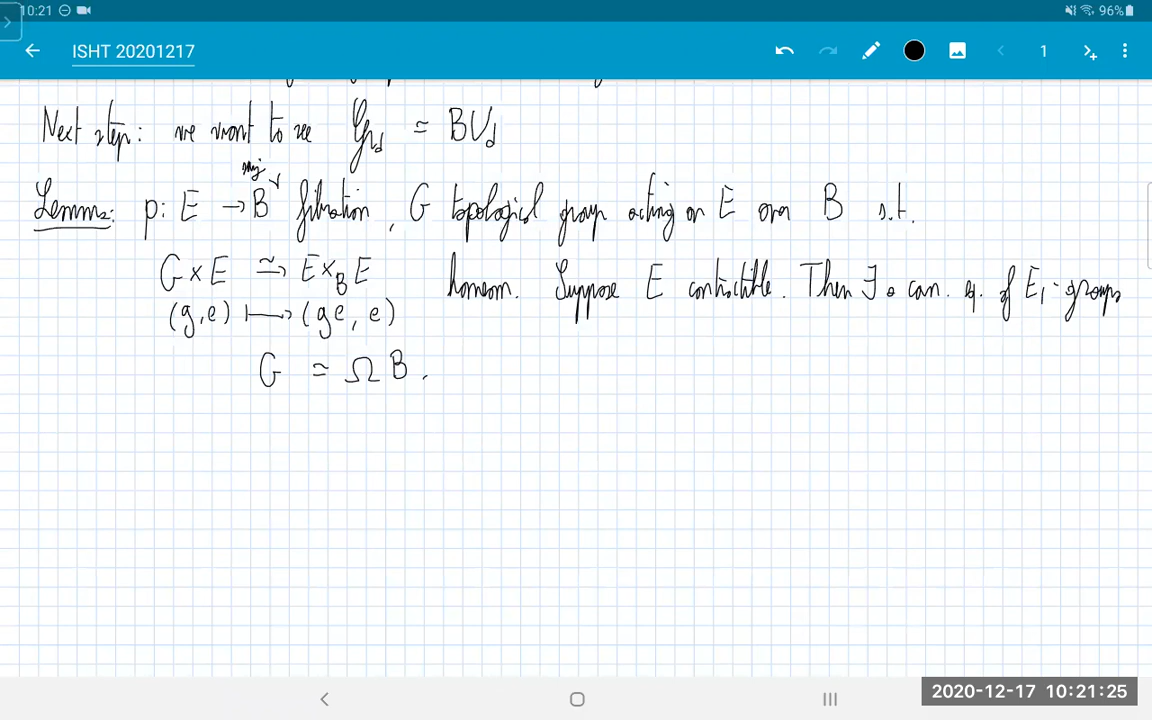 10:21
96%
ISHT 20201217
1
Next step: we want to see Gr_d ≃ BU_d
surj
Lemma: p: E → B fibration, G topological group acting on E over B s.t.
G × E ≃→ E ×_B E homeom. Suppose E contractible. Then ∃ a can. eq. of E_1-groups
(g,e) ↦ (ge, e)
G ≃ ΩB.
2020-12-17 10:21:25